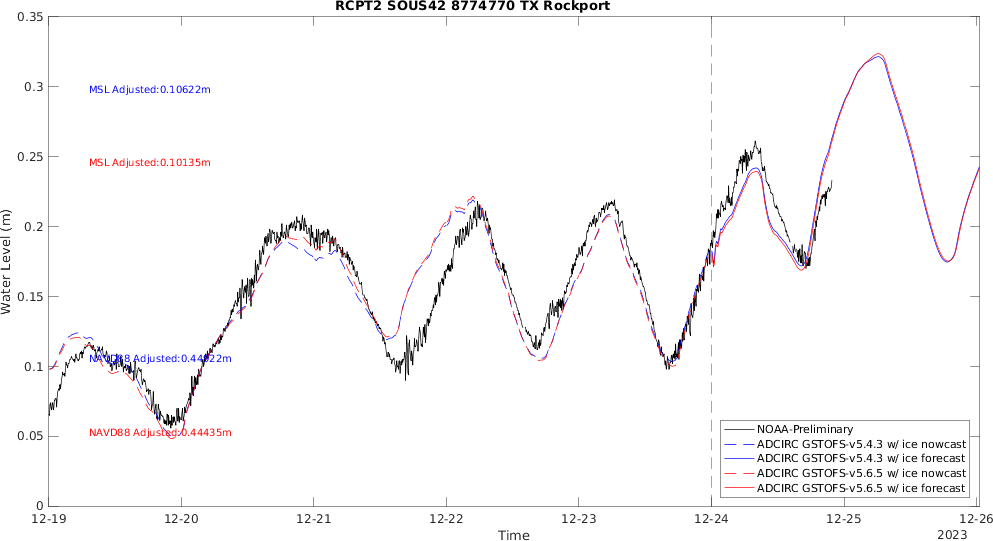 RCPT2 SOUS42 8774770 TX Rockport
0.35
0.3
0.25
0.2
0.15
0.1
0.05
0
Water Level (m)
MSL Adjusted:0.10622m
MSL Adjusted:0.10135m
NAVD88 Adjusted:0.44922m
NAVD88 Adjusted:0.44435m
NOAA-Preliminary
ADCIRC GSTOFS-v5.4.3 w/ ice nowcast
ADCIRC GSTOFS-v5.4.3 w/ ice forecast
ADCIRC GSTOFS-v5.6.5 w/ ice nowcast
ADCIRC GSTOFS-v5.6.5 w/ ice forecast
12-19 12-20 12-21 12-22 12-23 12-24 12-25 12-26
Time
2023